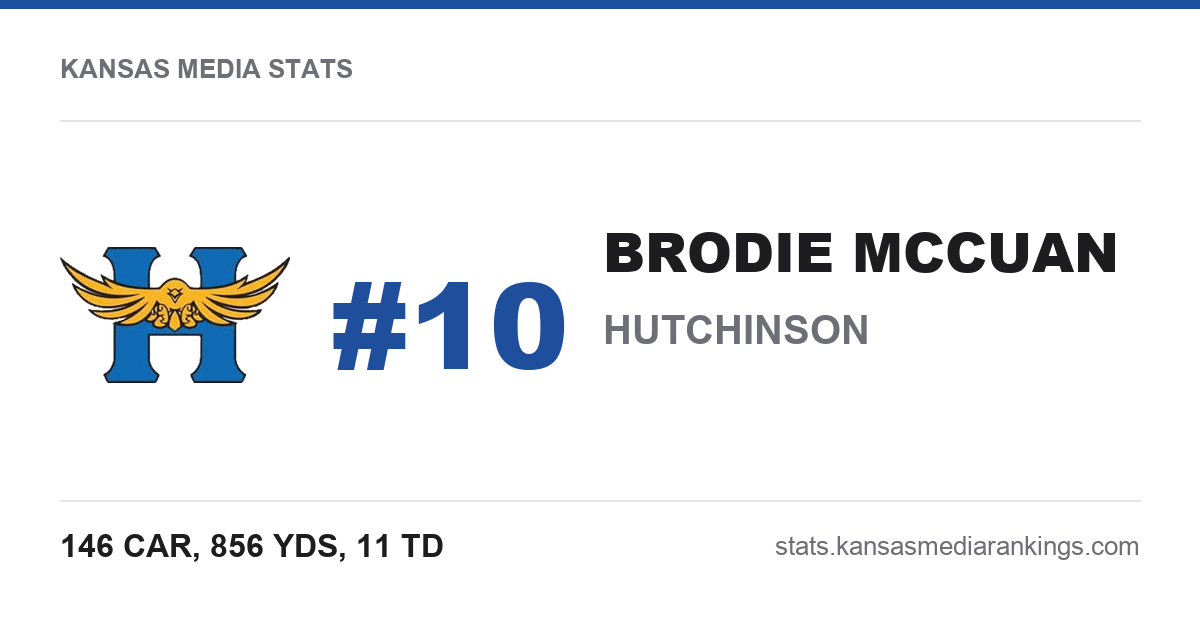 KANSAS MEDIA STATS
H
#10
BRODIE MCCUAN
HUTCHINSON
146 CAR, 856 YDS, 11 TD
stats.kansasmediarankings.com